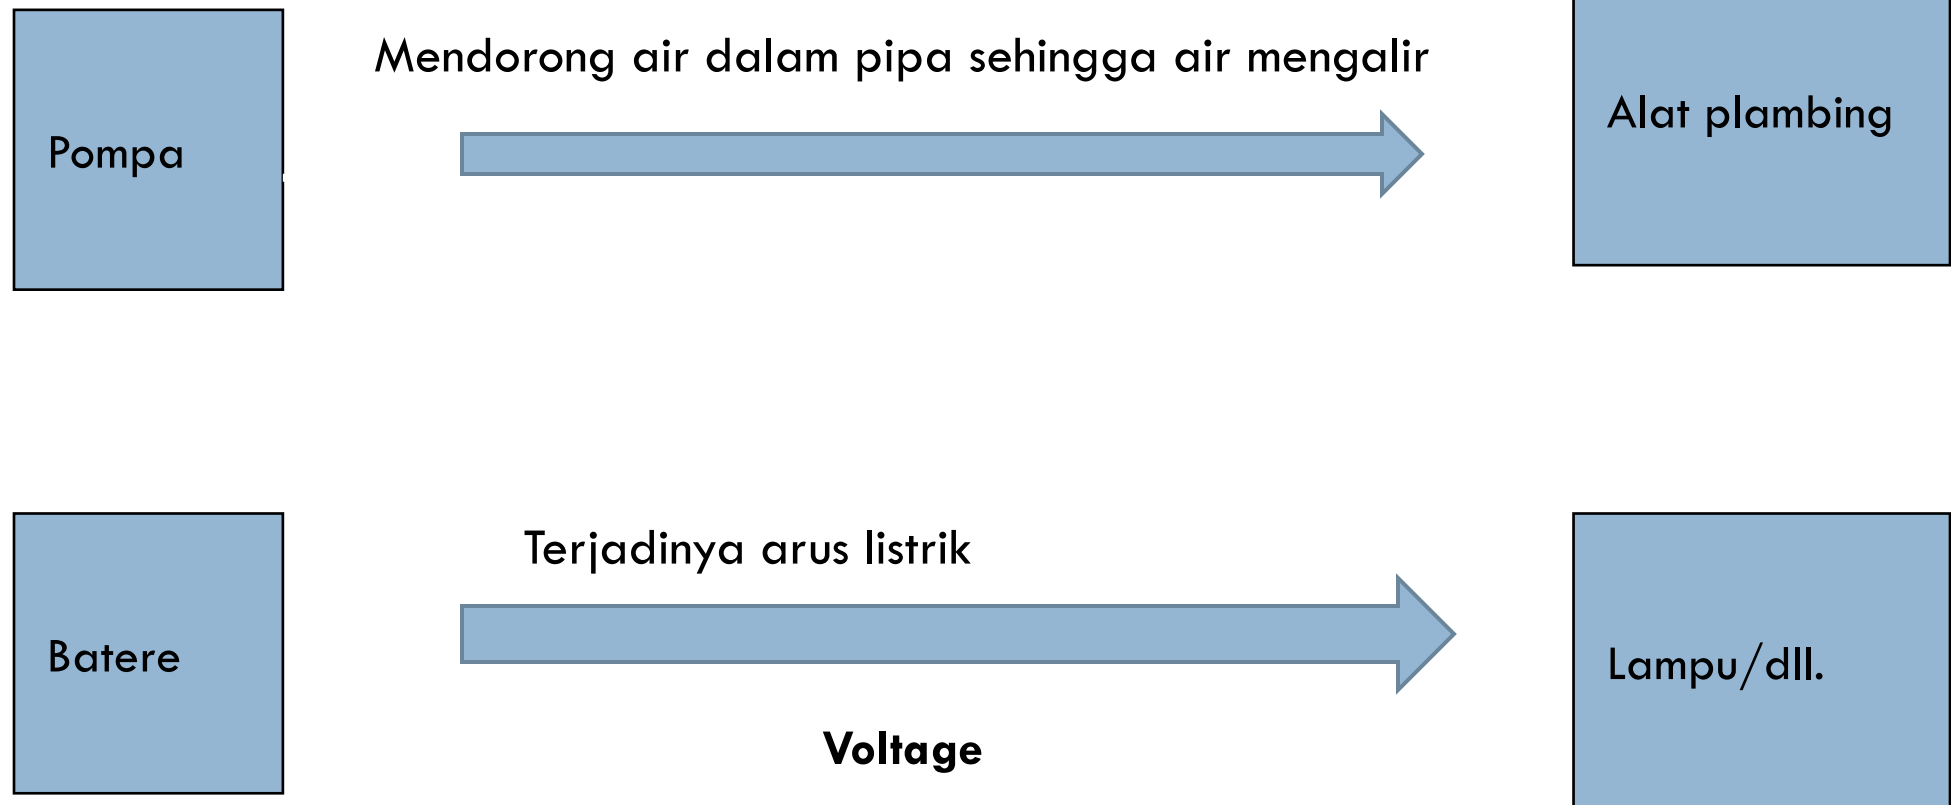 Mendorong air dalam pipa sehingga air mengalir
Pompa
Alat plambing
Terjadinya arus listrik
Batere
Lampu/dll.
Voltage